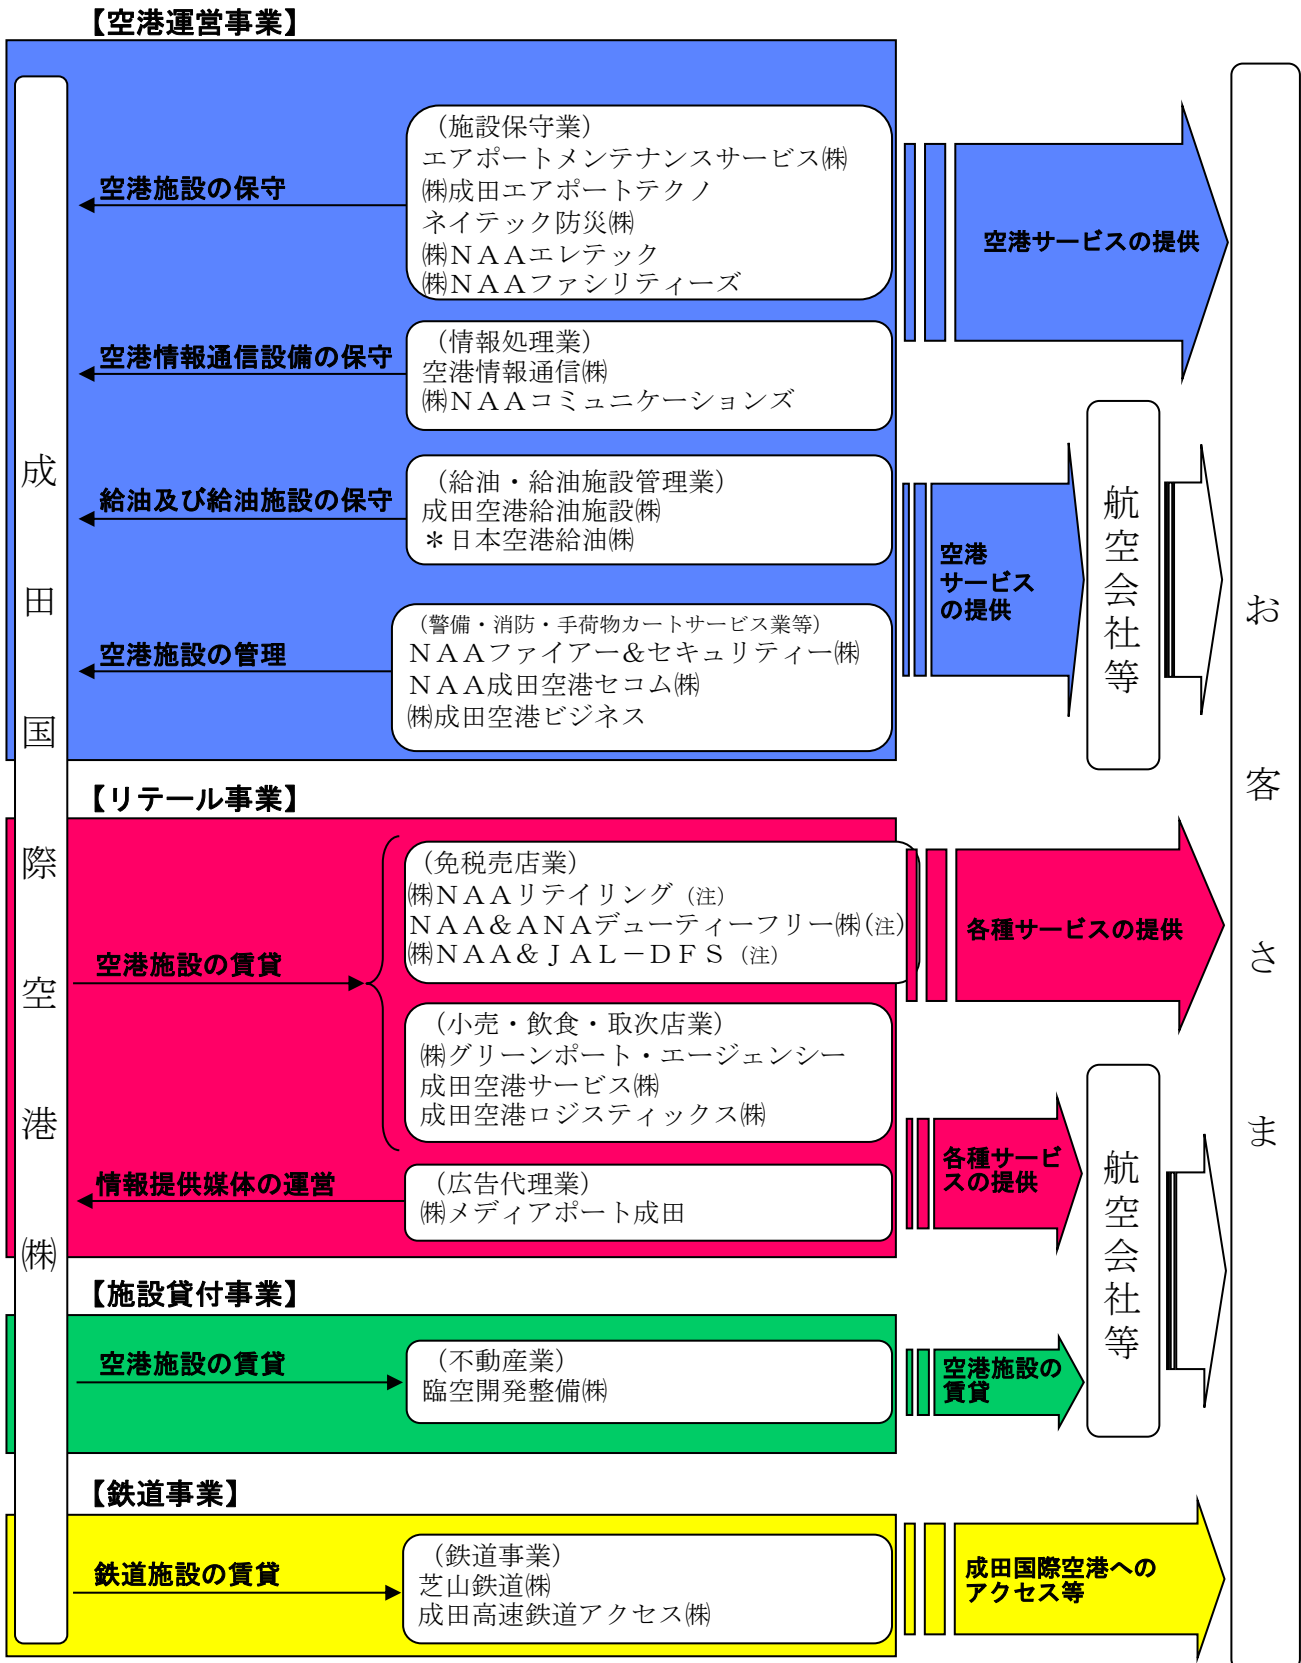 【空港運営事業】
成田国際空港㈱
空港施設の保守
（施設保守業）
エアポートメンテナンスサービス㈱
㈱成田エアポートテクノ
ネイテック防災㈱
㈱ＮＡＡエレテック
㈱ＮＡＡファシリティーズ
空港サービスの提供
空港情報通信設備の保守
（情報処理業）
空港情報通信㈱
㈱ＮＡＡコミュニケーションズ
給油及び給油施設の保守
（給油・給油施設管理業）
成田空港給油施設㈱
＊日本空港給油㈱
空港施設の管理
（警備・消防・手荷物カートサービス業等）
ＮＡＡファイアー＆セキュリティー㈱
ＮＡＡ成田空港セコム㈱
㈱成田空港ビジネス
空港
サービス
の提供
航空会社等
お客さま
【リテール事業】
空港施設の賃貸
（免税売店業）
㈱ＮＡＡリテイリング（注）
ＮＡＡ＆ＡＮＡデューティーフリー㈱(注)
㈱ＮＡＡ＆ＪＡＬ－ＤＦＳ（注）
各種サービスの提供
（小売・飲食・取次店業）
㈱グリーンポート・エージェンシー
成田空港サービス㈱
成田空港ロジスティックス㈱
情報提供媒体の運営
（広告代理業）
㈱メディアポート成田
各種サービ
スの提供
航空会社等
【施設貸付事業】
空港施設の賃貸
（不動産業）
臨空開発整備㈱
空港施設の
賃貸
【鉄道事業】
鉄道施設の賃貸
（鉄道事業）
芝山鉄道㈱
成田高速鉄道アクセス㈱
成田国際空港への
アクセス等